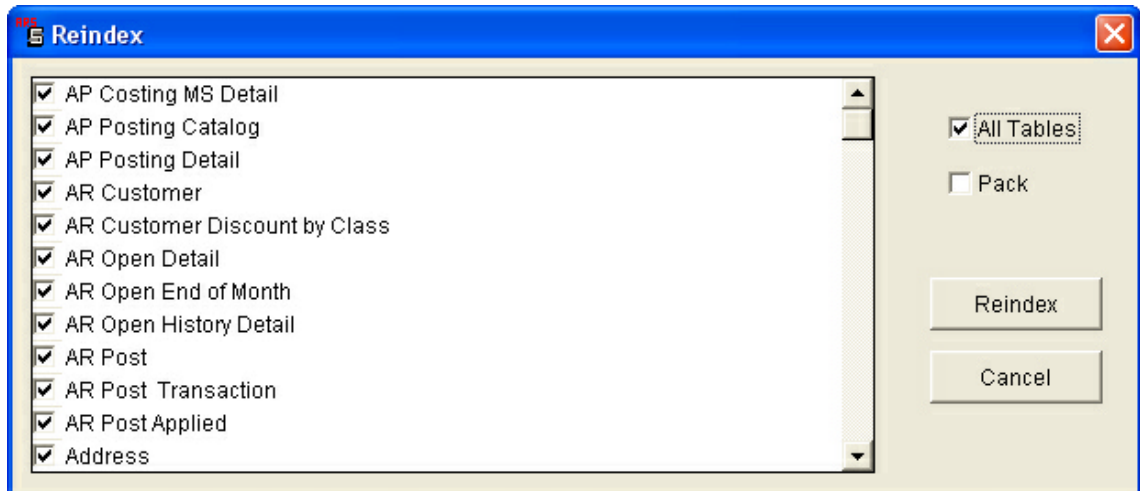 Reindex
AP Costing MS Detail
AP Posting Catalog
AP Posting Detail
AR Customer
AR Customer Discount by Class
AR Open Detail
AR Open End of Month
AR Open History Detail
AR Post
AR Post  Transaction
AR Post Applied
Address
All Tables
Pack
Reindex
Cancel